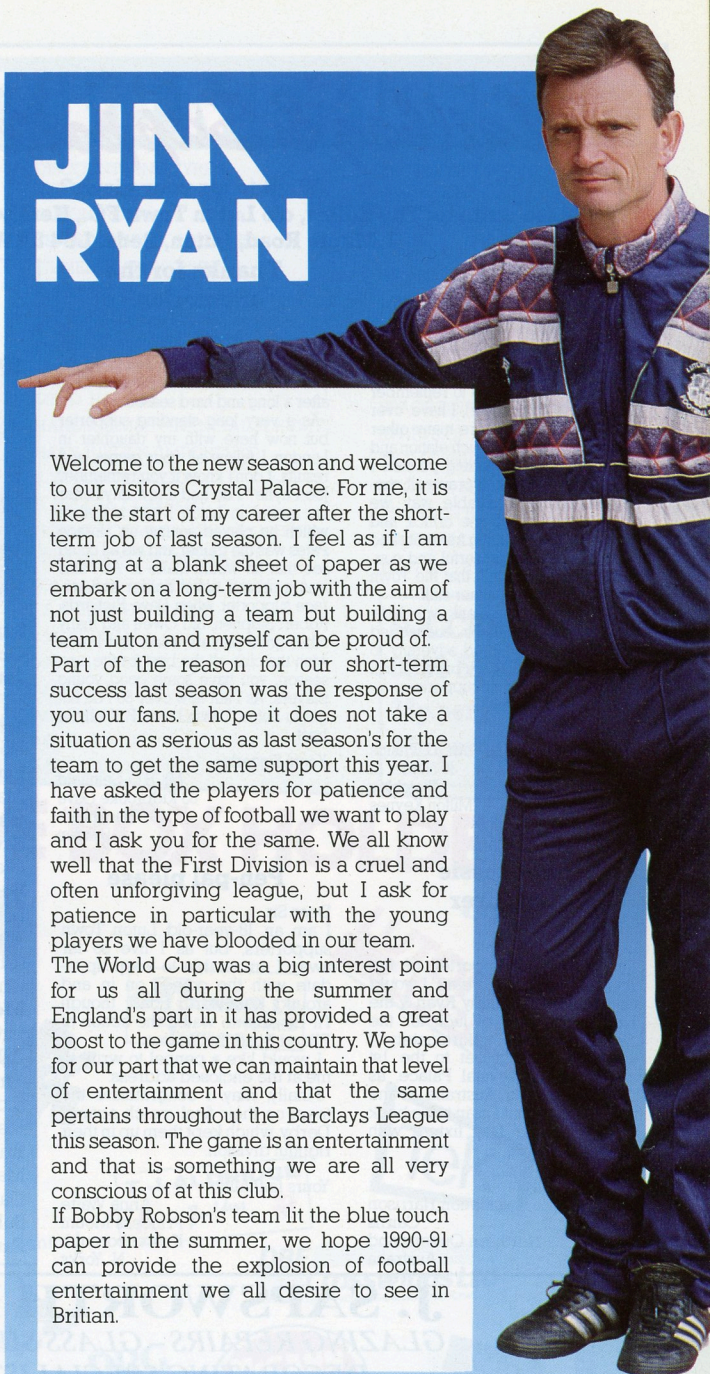 JIM
RYAN
Welcome to the new season and welcome
to our visitors Crystal Palace. For me, it is
like the start of my career after the short-
term job of last season. I feel as if I am
staring at a blank sheet of paper as we
embark on a long-term job with the aim of
not just building a team but building a
team Luton and myself can be proud of.
Part of the reason for our short-term
success last season was the response of
you our fans. I hope it does not take a
situation as serious as last season's for the
team to get the same support this year. I
have asked the players for patience and
faith in the type of football we want to play
and I ask you for the same. We all know
well that the First Division is a cruel and
often unforgiving league, but I ask for
patience in particular with the young
players we have blooded in our team.
The World Cup was a big interest point
for us all during the summer and
England's part in it has provided a great
boost to the game in this country. We hope
for our part that we can maintain that level
of entertainment and that the same
pertains throughout the Barclays League
this season. The game is an entertainment
and that is something we are all very
conscious of at this club.
If Bobby Robson's team lit the blue touch
paper in the summer, we hope 1990-91
can provide the explosion of football
entertainment we all desire to see in
Britian.